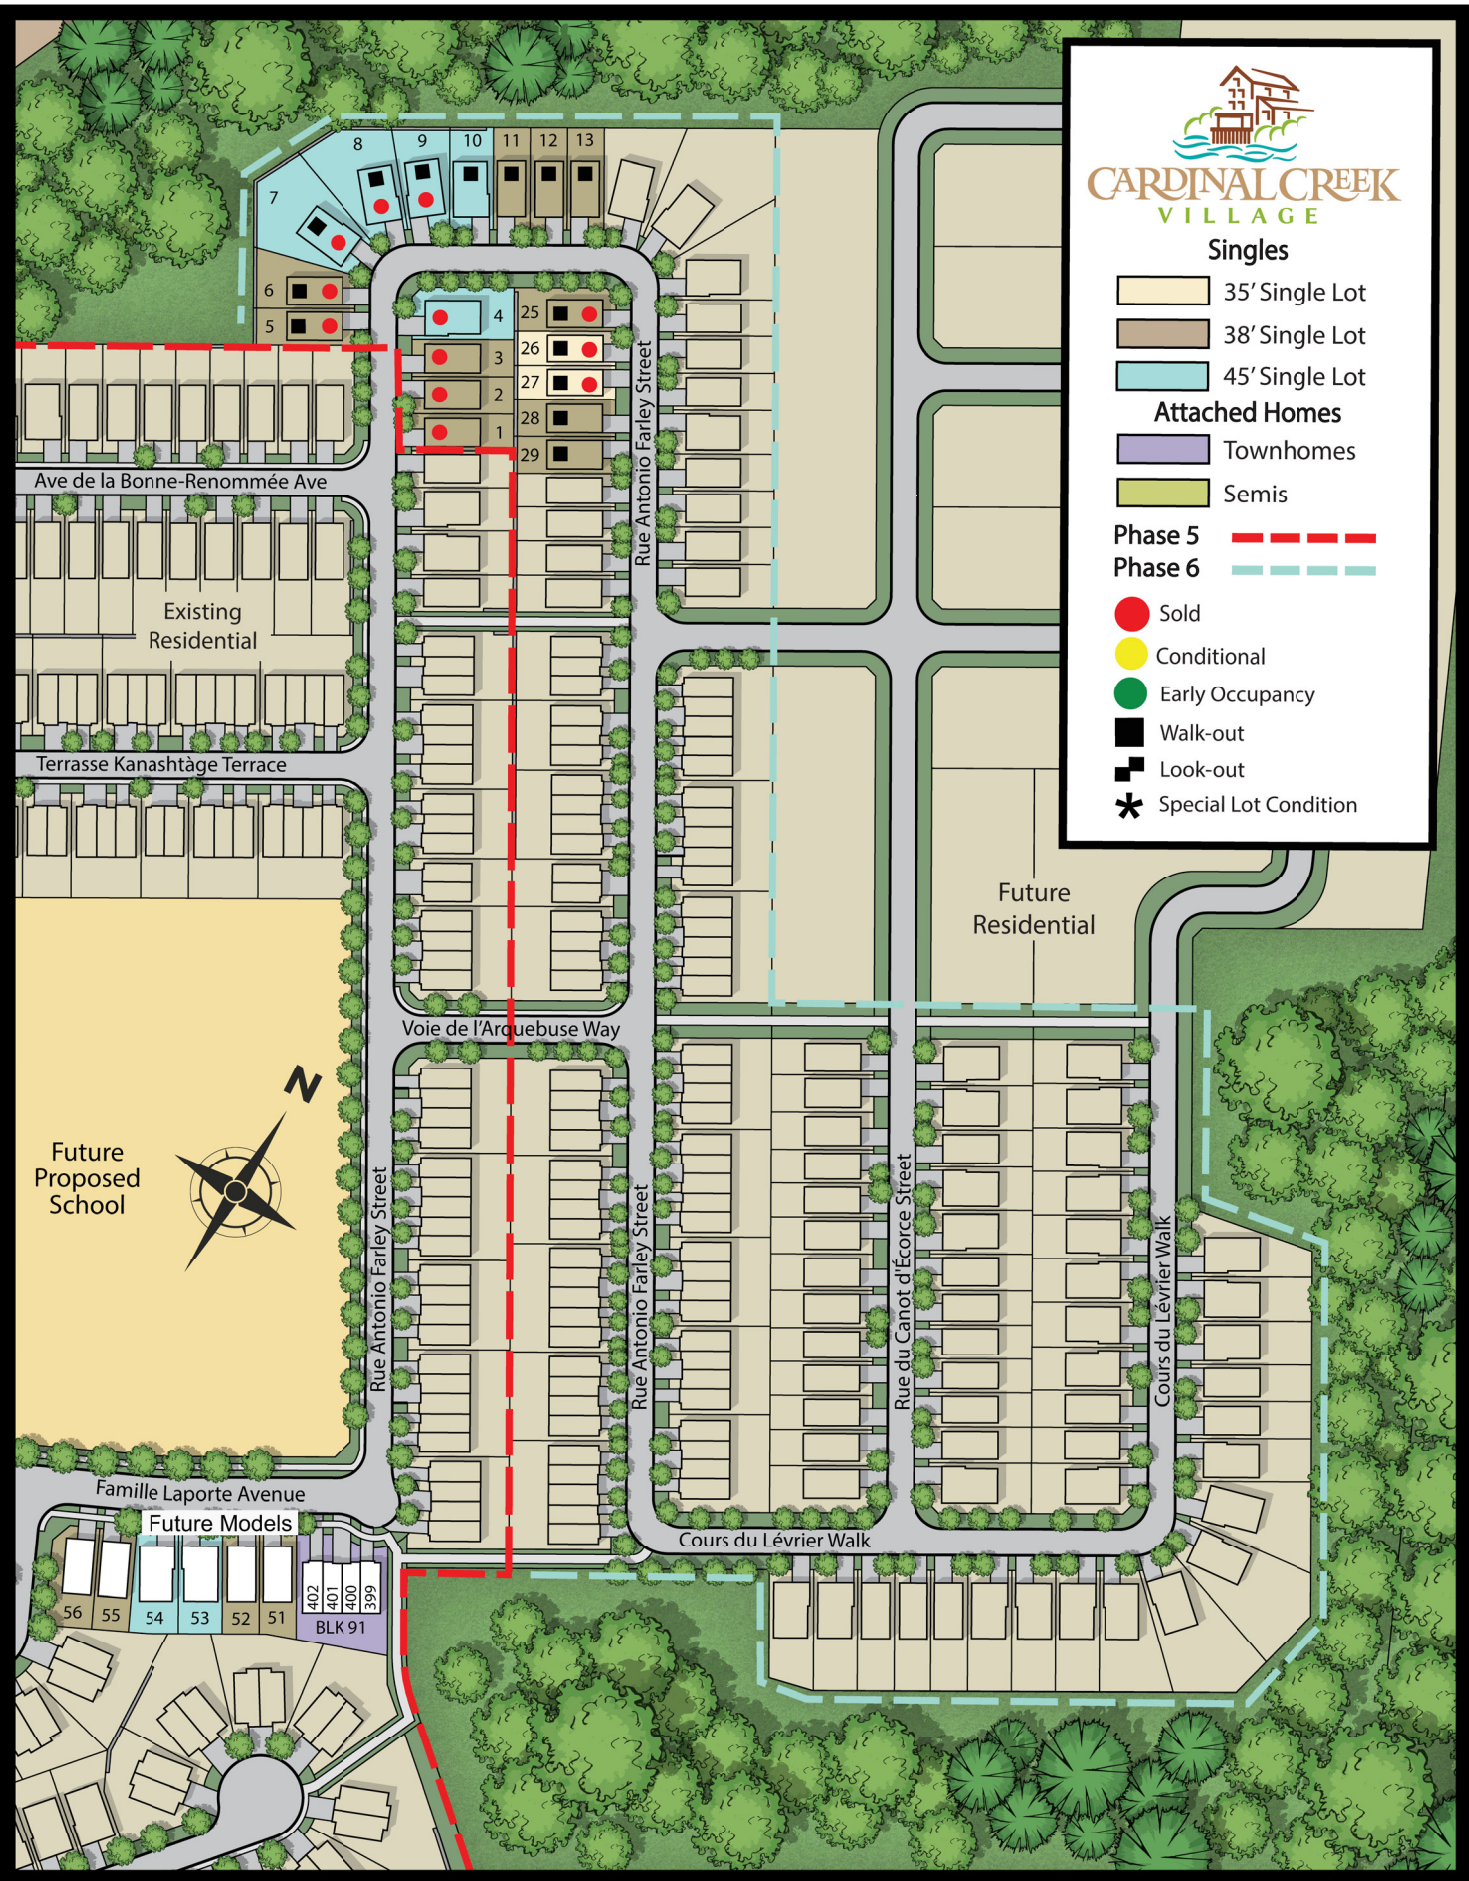 CARDINAL CREEK
VILLAGE
Singles
35' Single Lot
38' Single Lot
45' Single Lot
Attached Homes
Townhomes
Semis
Phase 5
Phase 6
Sold
Conditional
Early Occupancy
Walk-out
Look-out
Special Lot Condition
8
9
10
11
12
13
7
6
5
4
3
2
1
25
26
27
28
29
Rue Antonio Farley Street
Ave de la Bonne-Renommée Ave
Existing
Residential
Terrasse Kanashtàge Terrace
Future
Residential
Voie de l'Arquebuse Way
N
Future
Proposed
School
Rue Antonio Farley Street
Rue Antonio Farley Street
Rue du Canot d'Écorce Street
Cours du Lévrier Walk
Famille Laporte Avenue
Future Models
Cours du Lévrier Walk
56
55
54
53
52
51
402
401
400
399
BLK 91